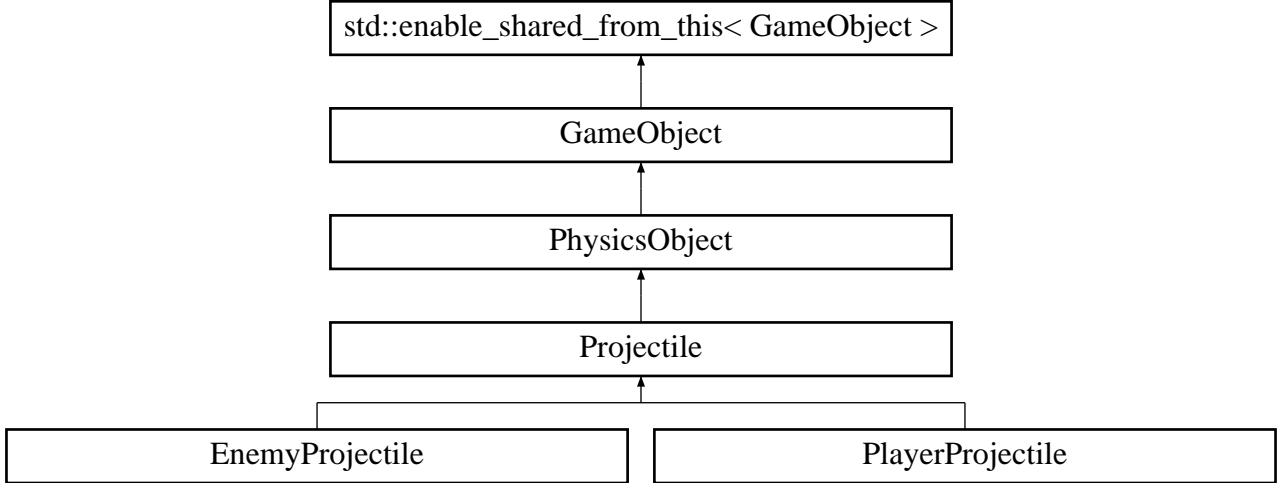 std::enable_shared_from_this< GameObject >
GameObject
PhysicsObject
Projectile
EnemyProjectile
PlayerProjectile